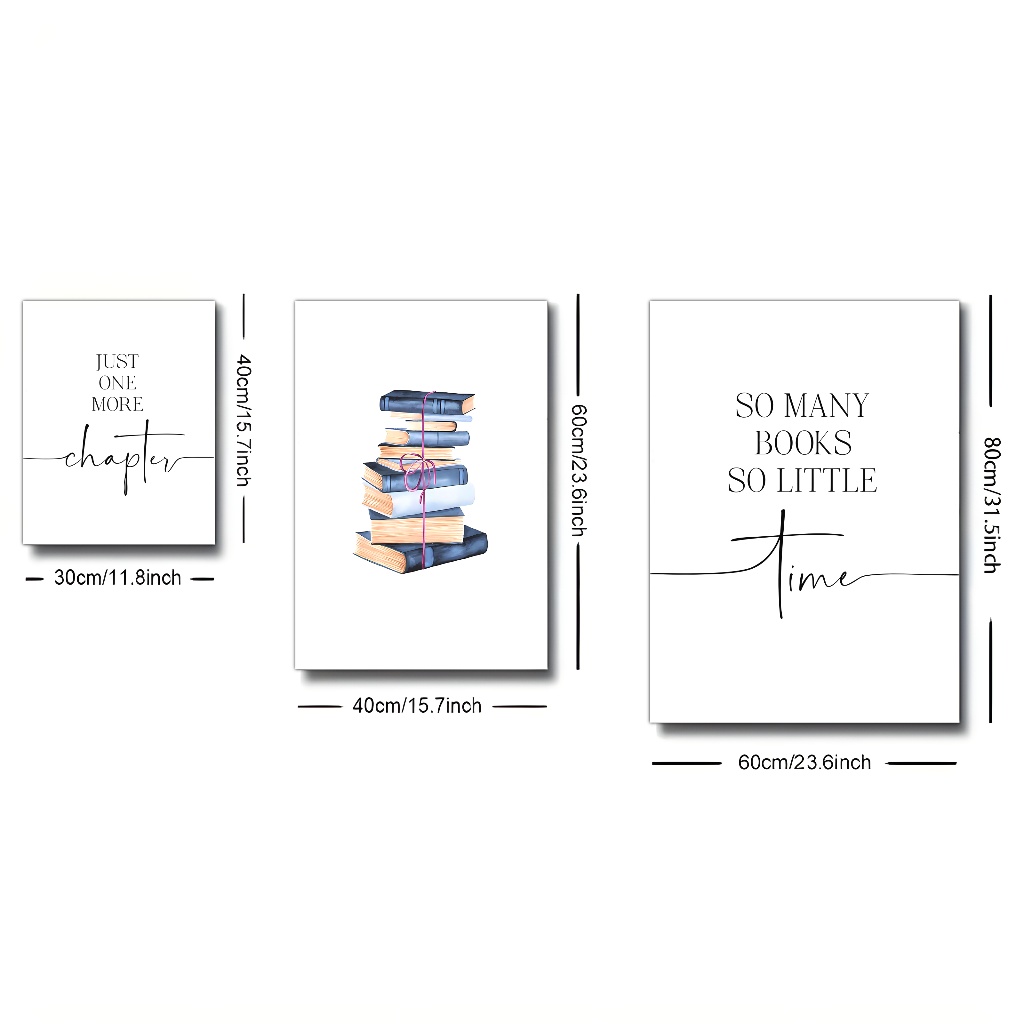 JUST
ONE
MORE
chapter
40cm/15.7inch
30cm/11.8inch
60cm/23.6inch
40cm/15.7inch
SO MANY
BOOKS
SO LITTLE
time
80cm/31.5inch
60cm/23.6inch